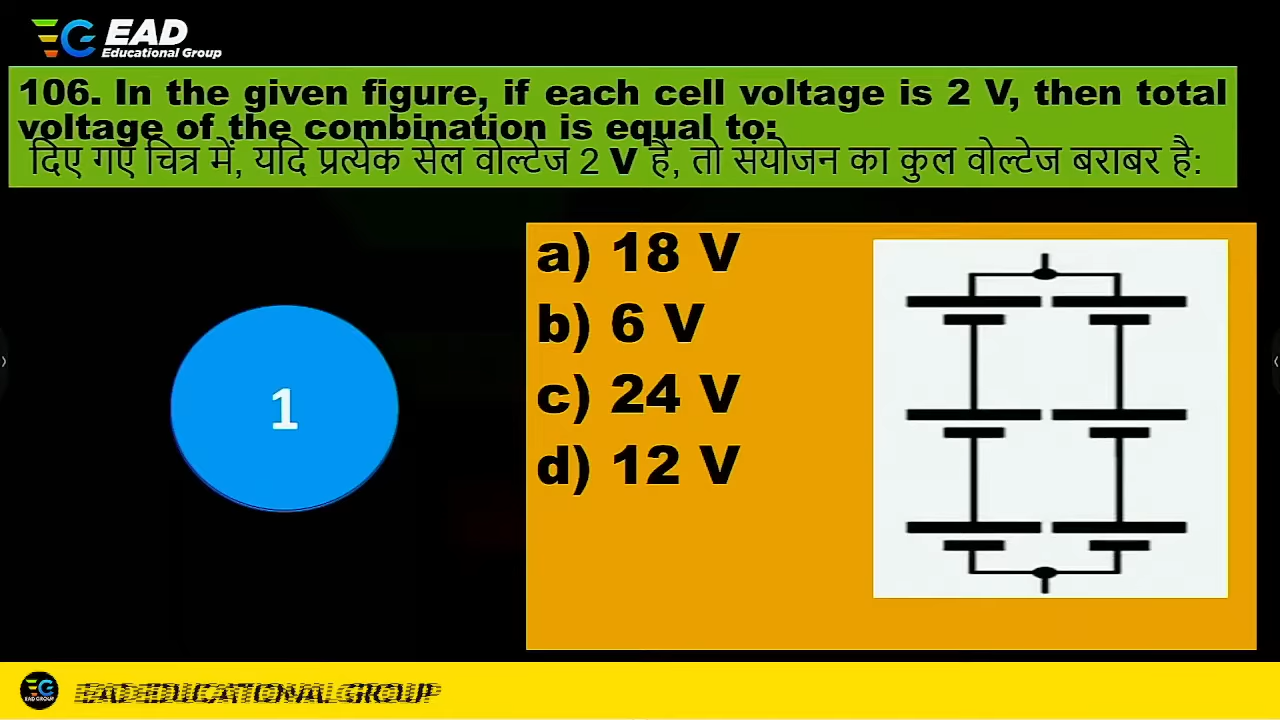 EAD
Educational Group
106. In the given figure, if each cell voltage is 2 V, then total
voltage of the combination is equal to:
दिए गए चित्र में, यदि प्रत्येक सेल वोल्टेज 2 V है, तो संयोजन का कुल वोल्टेज बराबर है:
a) 18 V
b) 6 V
c) 24 V
d) 12 V
1
EAD GROUP
EAD EDUCATIONAL GROUP